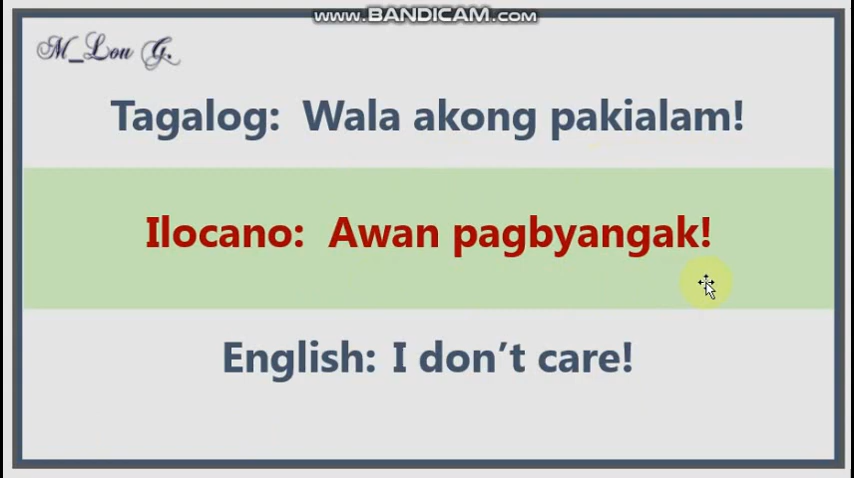 www.BANDICAM.com
M_Lou G.
Tagalog: Wala akong pakialam!
Ilocano: Awan pagbyangak!
English: I don’t care!